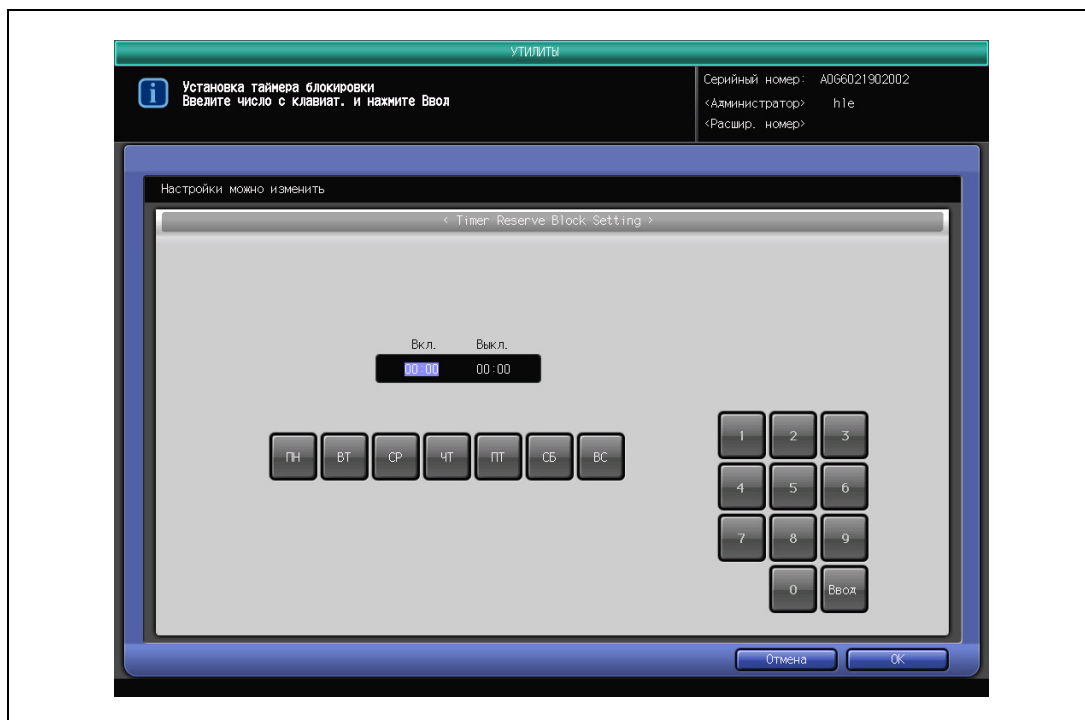 УТИЛИТЫ
Установка таймера блокировки
Введите число с клавиат. и нажмите Ввод
Серийный номер: A0G6021902002
<Администратор> hle
<Расшир. номер>
Настройки можно изменить
< Timer Reserve Block Setting >
Вкл. Выкл.
00:00 00:00
ПН ВТ СР ЧТ ПТ СБ ВС
1 2 3
4 5 6
7 8 9
0 Ввод
Отмена OK